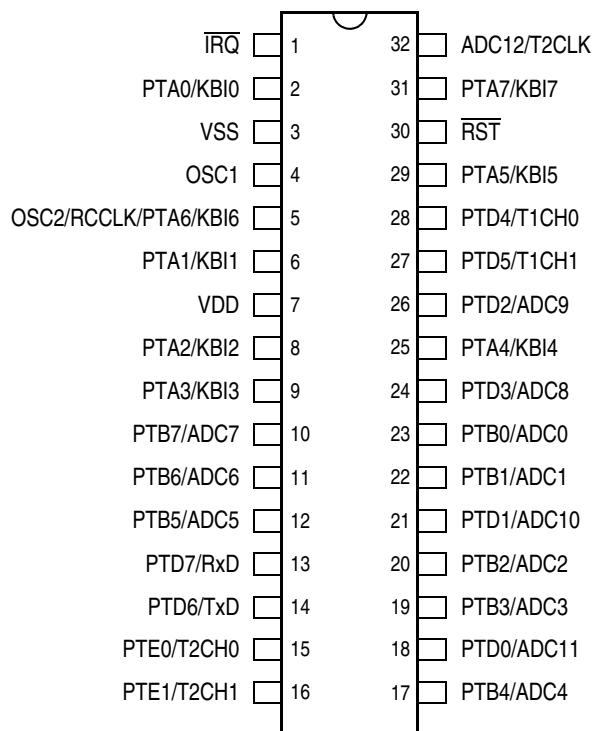 IRQ 1 32 ADC12/T2CLK
PTA0/KBI0 2 31 PTA7/KBI7
VSS 3 30 RST
OSC1 4 29 PTA5/KBI5
OSC2/RCCLK/PTA6/KBI6 5 28 PTD4/T1CH0
PTA1/KBI1 6 27 PTD5/T1CH1
VDD 7 26 PTD2/ADC9
PTA2/KBI2 8 25 PTA4/KBI4
PTA3/KBI3 9 24 PTD3/ADC8
PTB7/ADC7 10 23 PTB0/ADC0
PTB6/ADC6 11 22 PTB1/ADC1
PTB5/ADC5 12 21 PTD1/ADC10
PTD7/RxD 13 20 PTB2/ADC2
PTD6/TxD 14 19 PTB3/ADC3
PTE0/T2CH0 15 18 PTD0/ADC11
PTE1/T2CH1 16 17 PTB4/ADC4